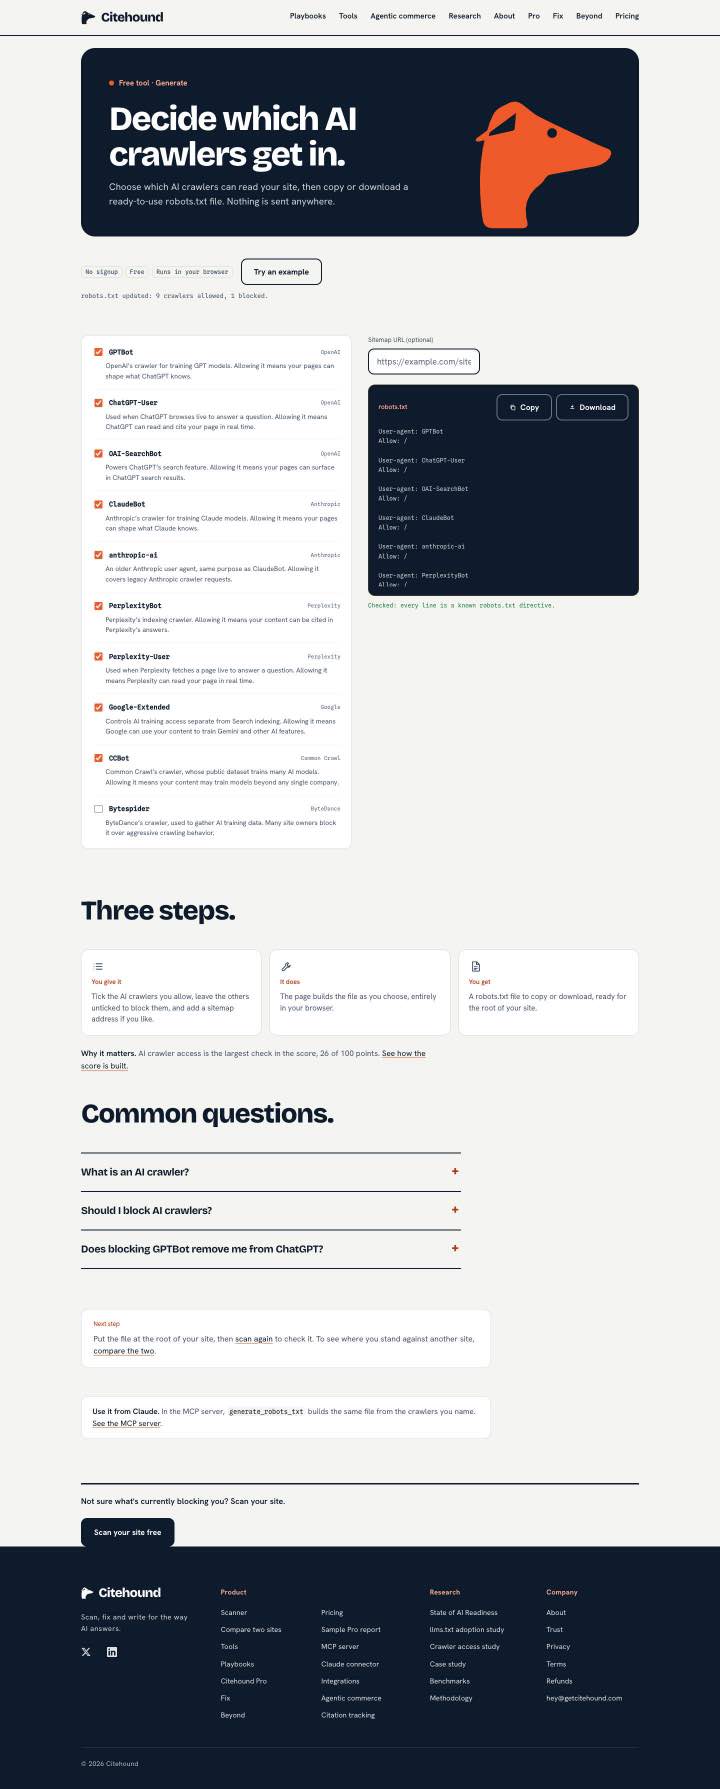 Citehound
Playbooks Tools Agentic commerce Research About Pro Fix Beyond Pricing
Free tool · Generate
Decide which AI
crawlers get in.
Choose which AI crawlers can read your site, then copy or download a
ready-to-use robots.txt file. Nothing is sent anywhere.
No signup Free Runs in your browser Try an example
robots.txt updated: 9 crawlers allowed, 1 blocked.
GPTBot OpenAI
OpenAI's crawler for training GPT models. Allowing it means your pages can
shape what ChatGPT knows.
ChatGPT-User OpenAI
Used when ChatGPT browses live to answer a question. Allowing it means
ChatGPT can read and cite your page in real time.
OAI-SearchBot OpenAI
Powers ChatGPT's search feature. Allowing it means your pages can surface
in ChatGPT search results.
ClaudeBot Anthropic
Anthropic's crawler for training Claude models. Allowing it means your pages
can shape what Claude knows.
anthropic-ai Anthropic
An older Anthropic user agent, same purpose as ClaudeBot. Allowing it
covers legacy Anthropic crawler requests.
PerplexityBot Perplexity
Perplexity's indexing crawler. Allowing it means your content can be cited in
Perplexity's answers.
Perplexity-User Perplexity
Used when Perplexity fetches a page live to answer a question. Allowing it
means Perplexity can read your page in real time.
Google-Extended Google
Controls AI training access separate from Search indexing. Allowing it means
Google can use your content to train Gemini and other AI features.
CCBot Common Crawl
Common Crawl's crawler, whose public dataset trains many AI models.
Allowing it means your content may train models beyond any single company.
Bytespider ByteDance
ByteDance's crawler, used to gather AI training data. Many site owners block
it over aggressive crawling behavior.
Sitemap URL (optional)
https://example.com/site
robots.txt Copy Download
User-agent: GPTBot
Allow: /
User-agent: ChatGPT-User
Allow: /
User-agent: OAI-SearchBot
Allow: /
User-agent: ClaudeBot
Allow: /
User-agent: anthropic-ai
Allow: /
User-agent: PerplexityBot
Allow: /
Checked: every line is a known robots.txt directive.
Three steps.
You give it
Tick the AI crawlers you allow, leave the others
unticked to block them, and add a sitemap
address if you like.
It does
The page builds the file as you choose, entirely
in your browser.
You get
A robots.txt file to copy or download, ready for
the root of your site.
Why it matters. AI crawler access is the largest check in the score, 26 of 100 points. See how the
score is built.
Common questions.
What is an AI crawler? +
Should I block AI crawlers? +
Does blocking GPTBot remove me from ChatGPT? +
Next step
Put the file at the root of your site, then scan again to check it. To see where you stand against another site,
compare the two.
Use it from Claude. In the MCP server, generate_robots_txt builds the same file from the crawlers you name.
See the MCP server.
Not sure what's currently blocking you? Scan your site.
Scan your site free
Citehound
Scan, fix and write for the way
AI answers.
Product
Scanner
Compare two sites
Tools
Playbooks
Citehound Pro
Fix
Beyond
Pricing
Sample Pro report
MCP server
Claude connector
Integrations
Agentic commerce
Citation tracking
Research
State of AI Readiness
llms.txt adoption study
Crawler access study
Case study
Benchmarks
Methodology
Company
About
Trust
Privacy
Terms
Refunds
hey@getcitehound.com
© 2026 Citehound